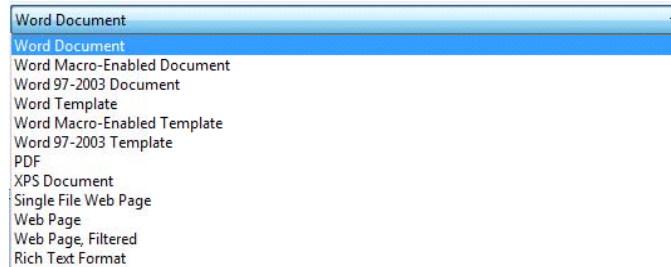 Word Document
Word Document
Word Macro-Enabled Document
Word 97-2003 Document
Word Template
Word Macro-Enabled Template
Word 97-2003 Template
PDF
XPS Document
Single File Web Page
Web Page
Web Page, Filtered
Rich Text Format